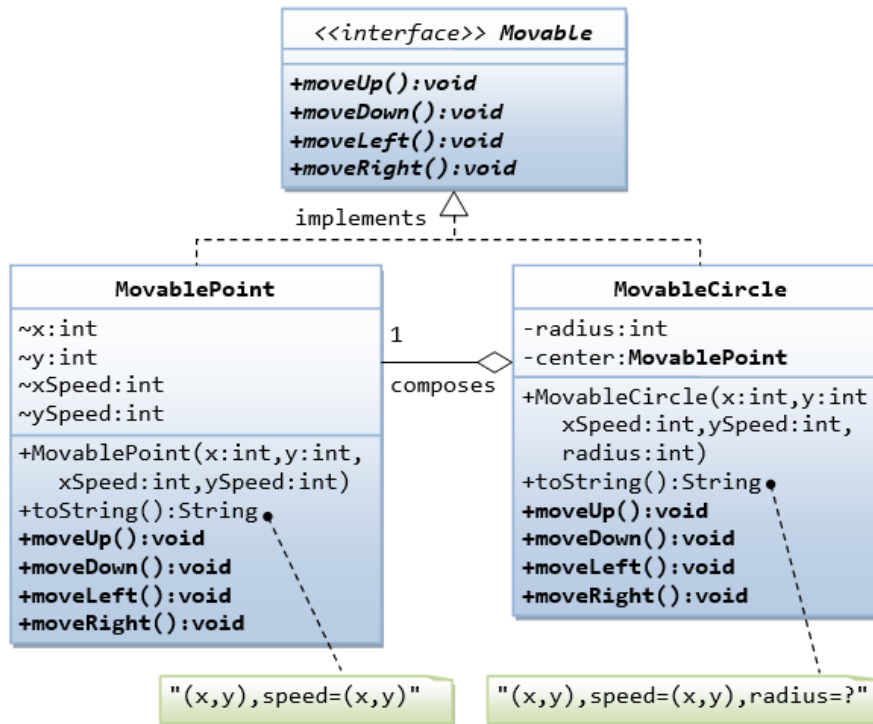 <<interface>> Movable
+moveUp():void
+moveDown():void
+moveLeft():void
+moveRight():void
implements
MovablePoint
~x:int
~y:int
~xSpeed:int
~ySpeed:int
+MovablePoint(x:int,y:int,
xSpeed:int,ySpeed:int)
+toString():String
+moveUp():void
+moveDown():void
+moveLeft():void
+moveRight():void
1
composes
MovableCircle
-radius:int
-center:MovablePoint
+MovableCircle(x:int,y:int
xSpeed:int,ySpeed:int,
radius:int)
+toString():String
+moveUp():void
+moveDown():void
+moveLeft():void
+moveRight():void
"(x,y),speed=(x,y)"
"(x,y),speed=(x,y),radius=?"